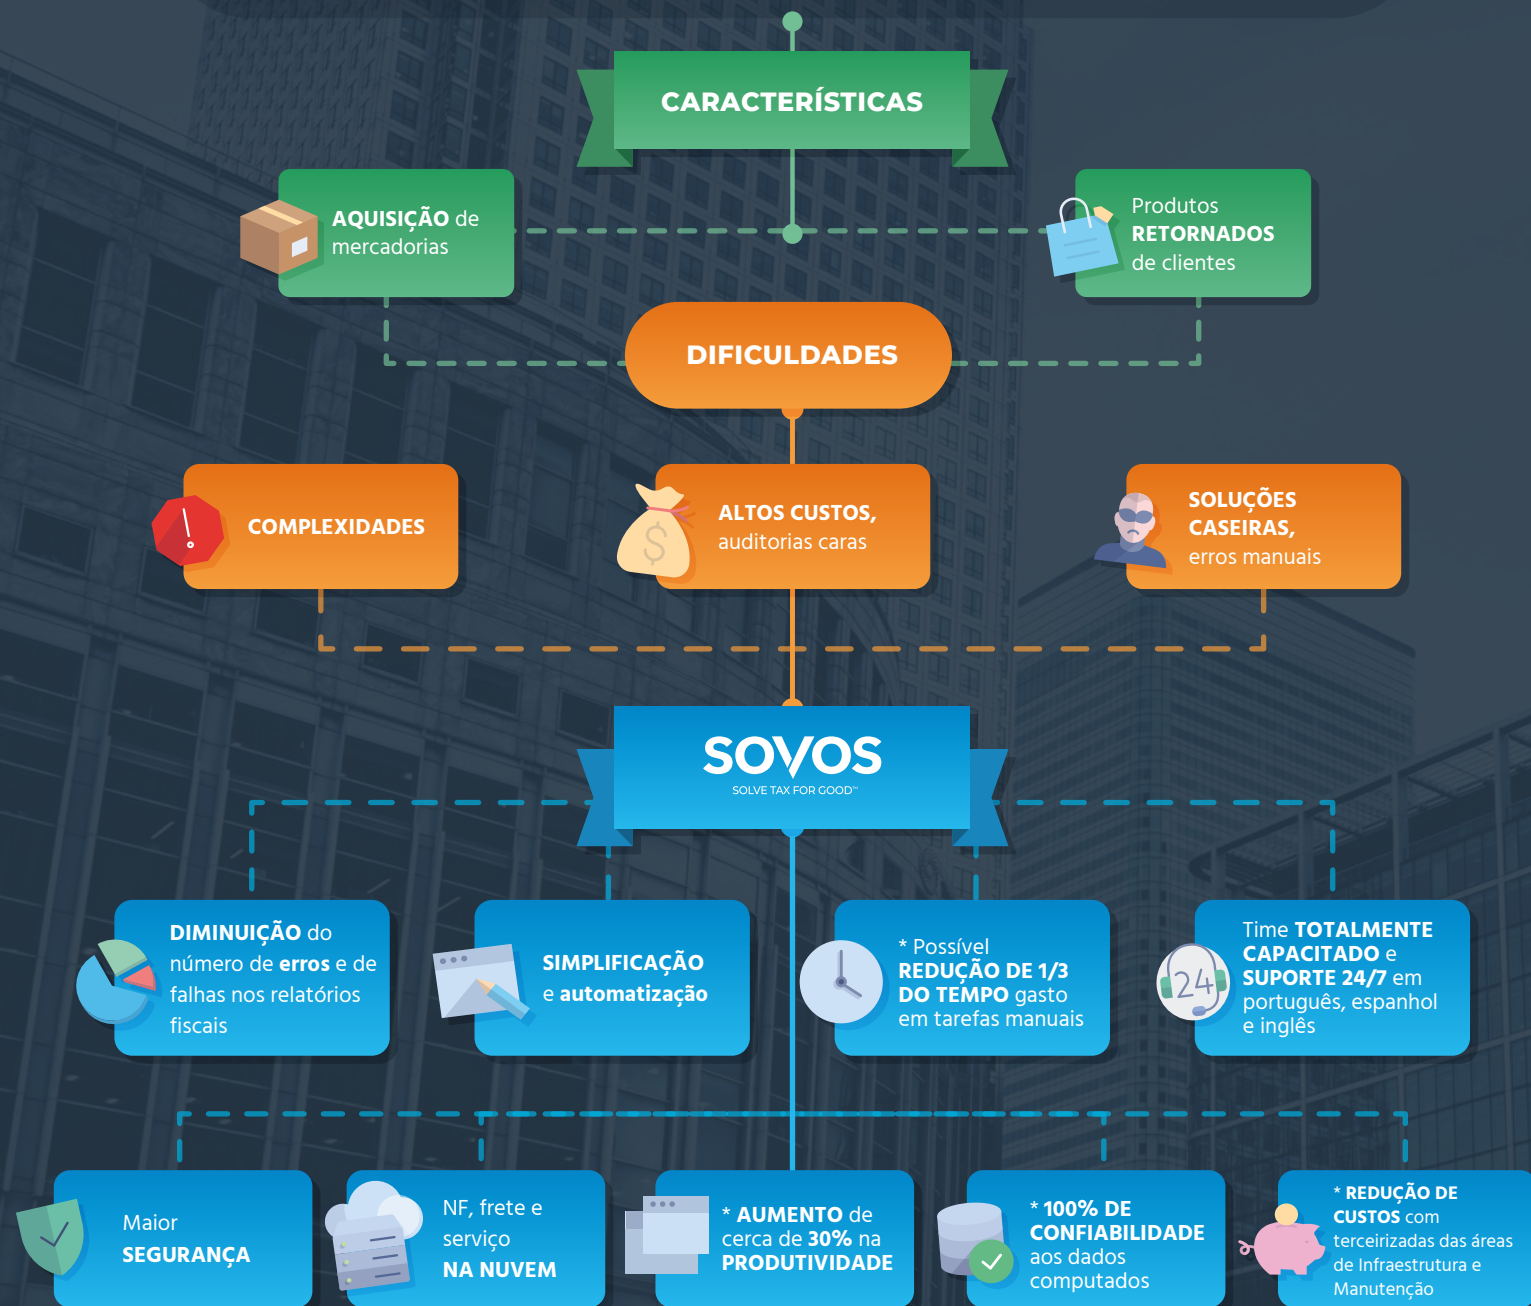 CARACTERÍSTICAS
AQUISIÇÃO de
mercadorias
Produtos
RETORNADOS
de clientes
DIFICULDADES
COMPLEXIDADES
ALTOS CUSTOS,
auditorias caras
SOLUÇÕES
CASEIRAS,
erros manuais
SOVOS
SOLVE TAX FOR GOOD™
DIMINUIÇÃO do
número de erros e de
falhas nos relatórios
fiscais
SIMPLIFICAÇÃO
e automatização
* Possível
REDUÇÃO DE 1/3
DO TEMPO gasto
em tarefas manuais
24
Time TOTALMENTE
CAPACITADO e
SUPORTE 24/7 em
português, espanhol
e inglês
Maior
SEGURANÇA
NF, frete e
serviço
NA NUVEM
* AUMENTO de
cerca de 30% na
PRODUTIVIDADE
* 100% DE
CONFIABILIDADE
aos dados
computados
* REDUÇÃO DE
CUSTOS com
terceirizadas das áreas
de Infraestrutura e
Manutenção